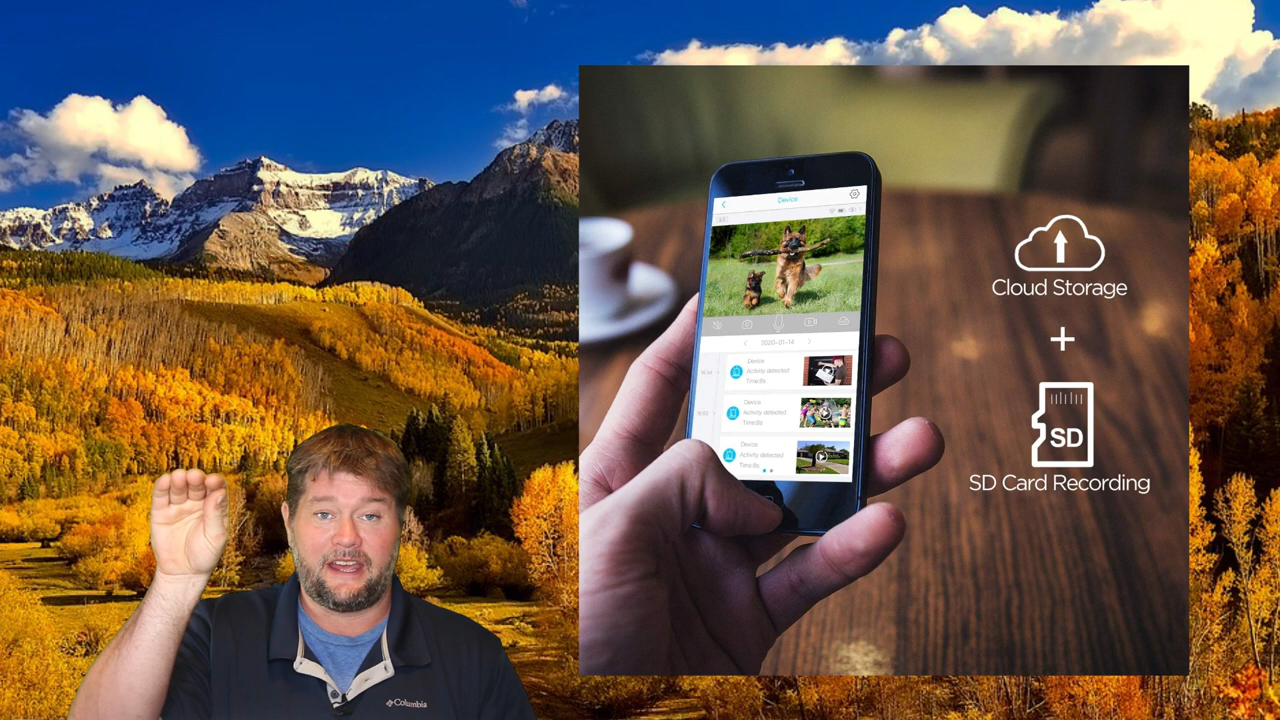 Device
2020-01-14
Device
Activity detected
Device
Activity detected
Device
Activity detected
Cloud Storage
+
SD
SD Card Recording
Columbia